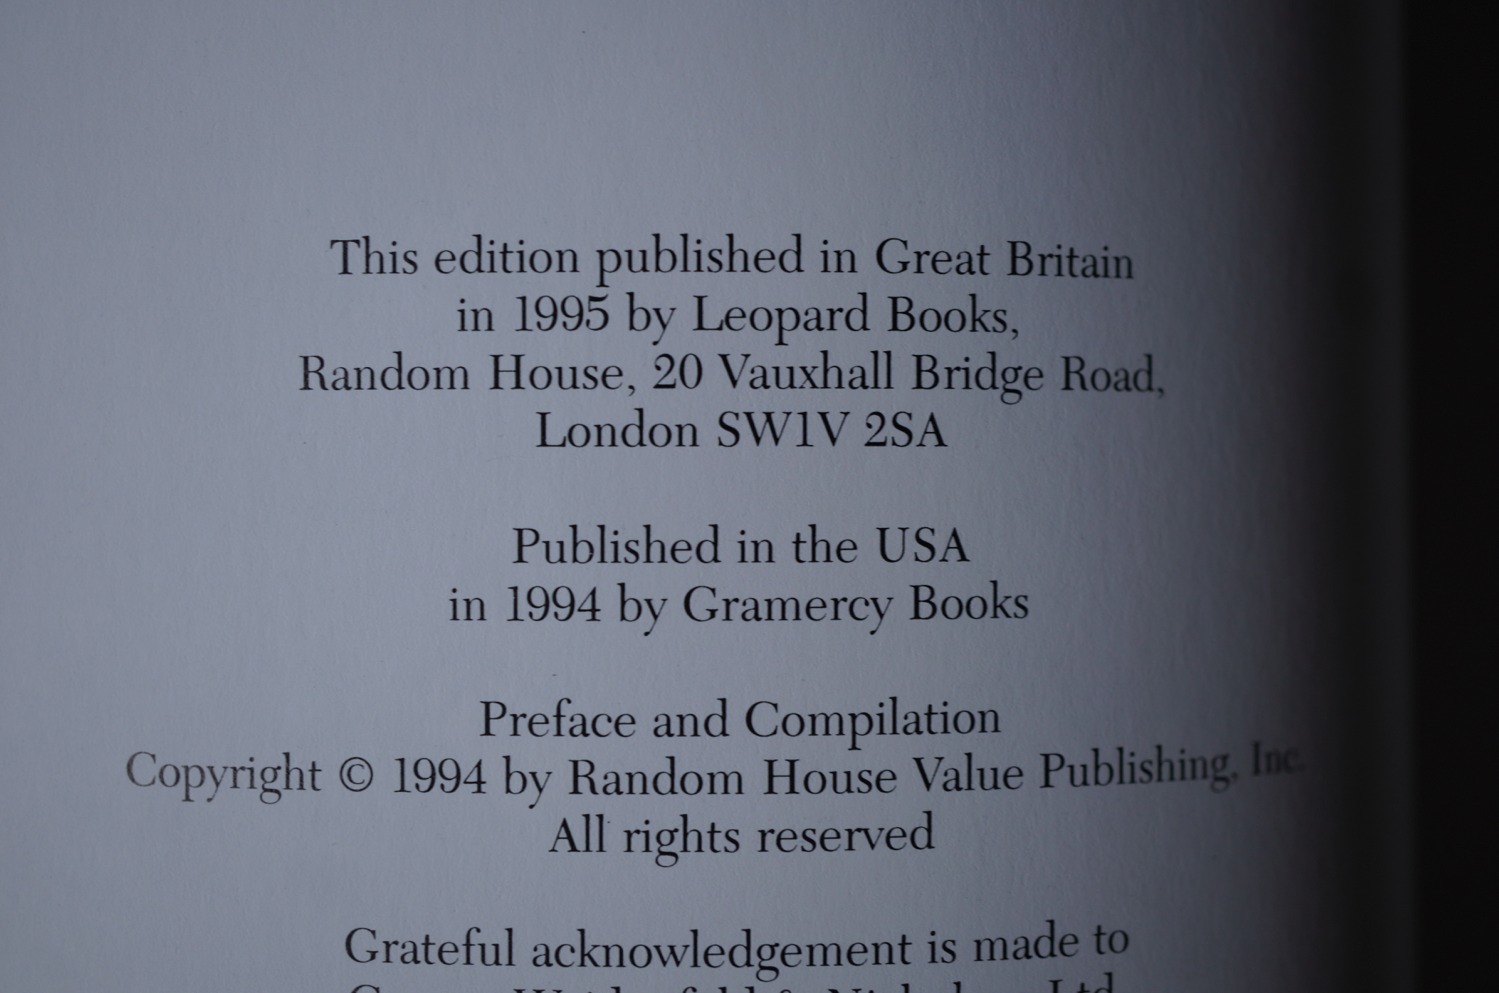 This edition published in Great Britain
in 1995 by Leopard Books,
Random House, 20 Vauxhall Bridge Road,
London SW1V 2SA
Published in the USA
in 1994 by Gramercy Books
Preface and Compilation
Copyright © 1994 by Random House Value Publishing, Inc.
All rights reserved
Grateful acknowledgement is made to